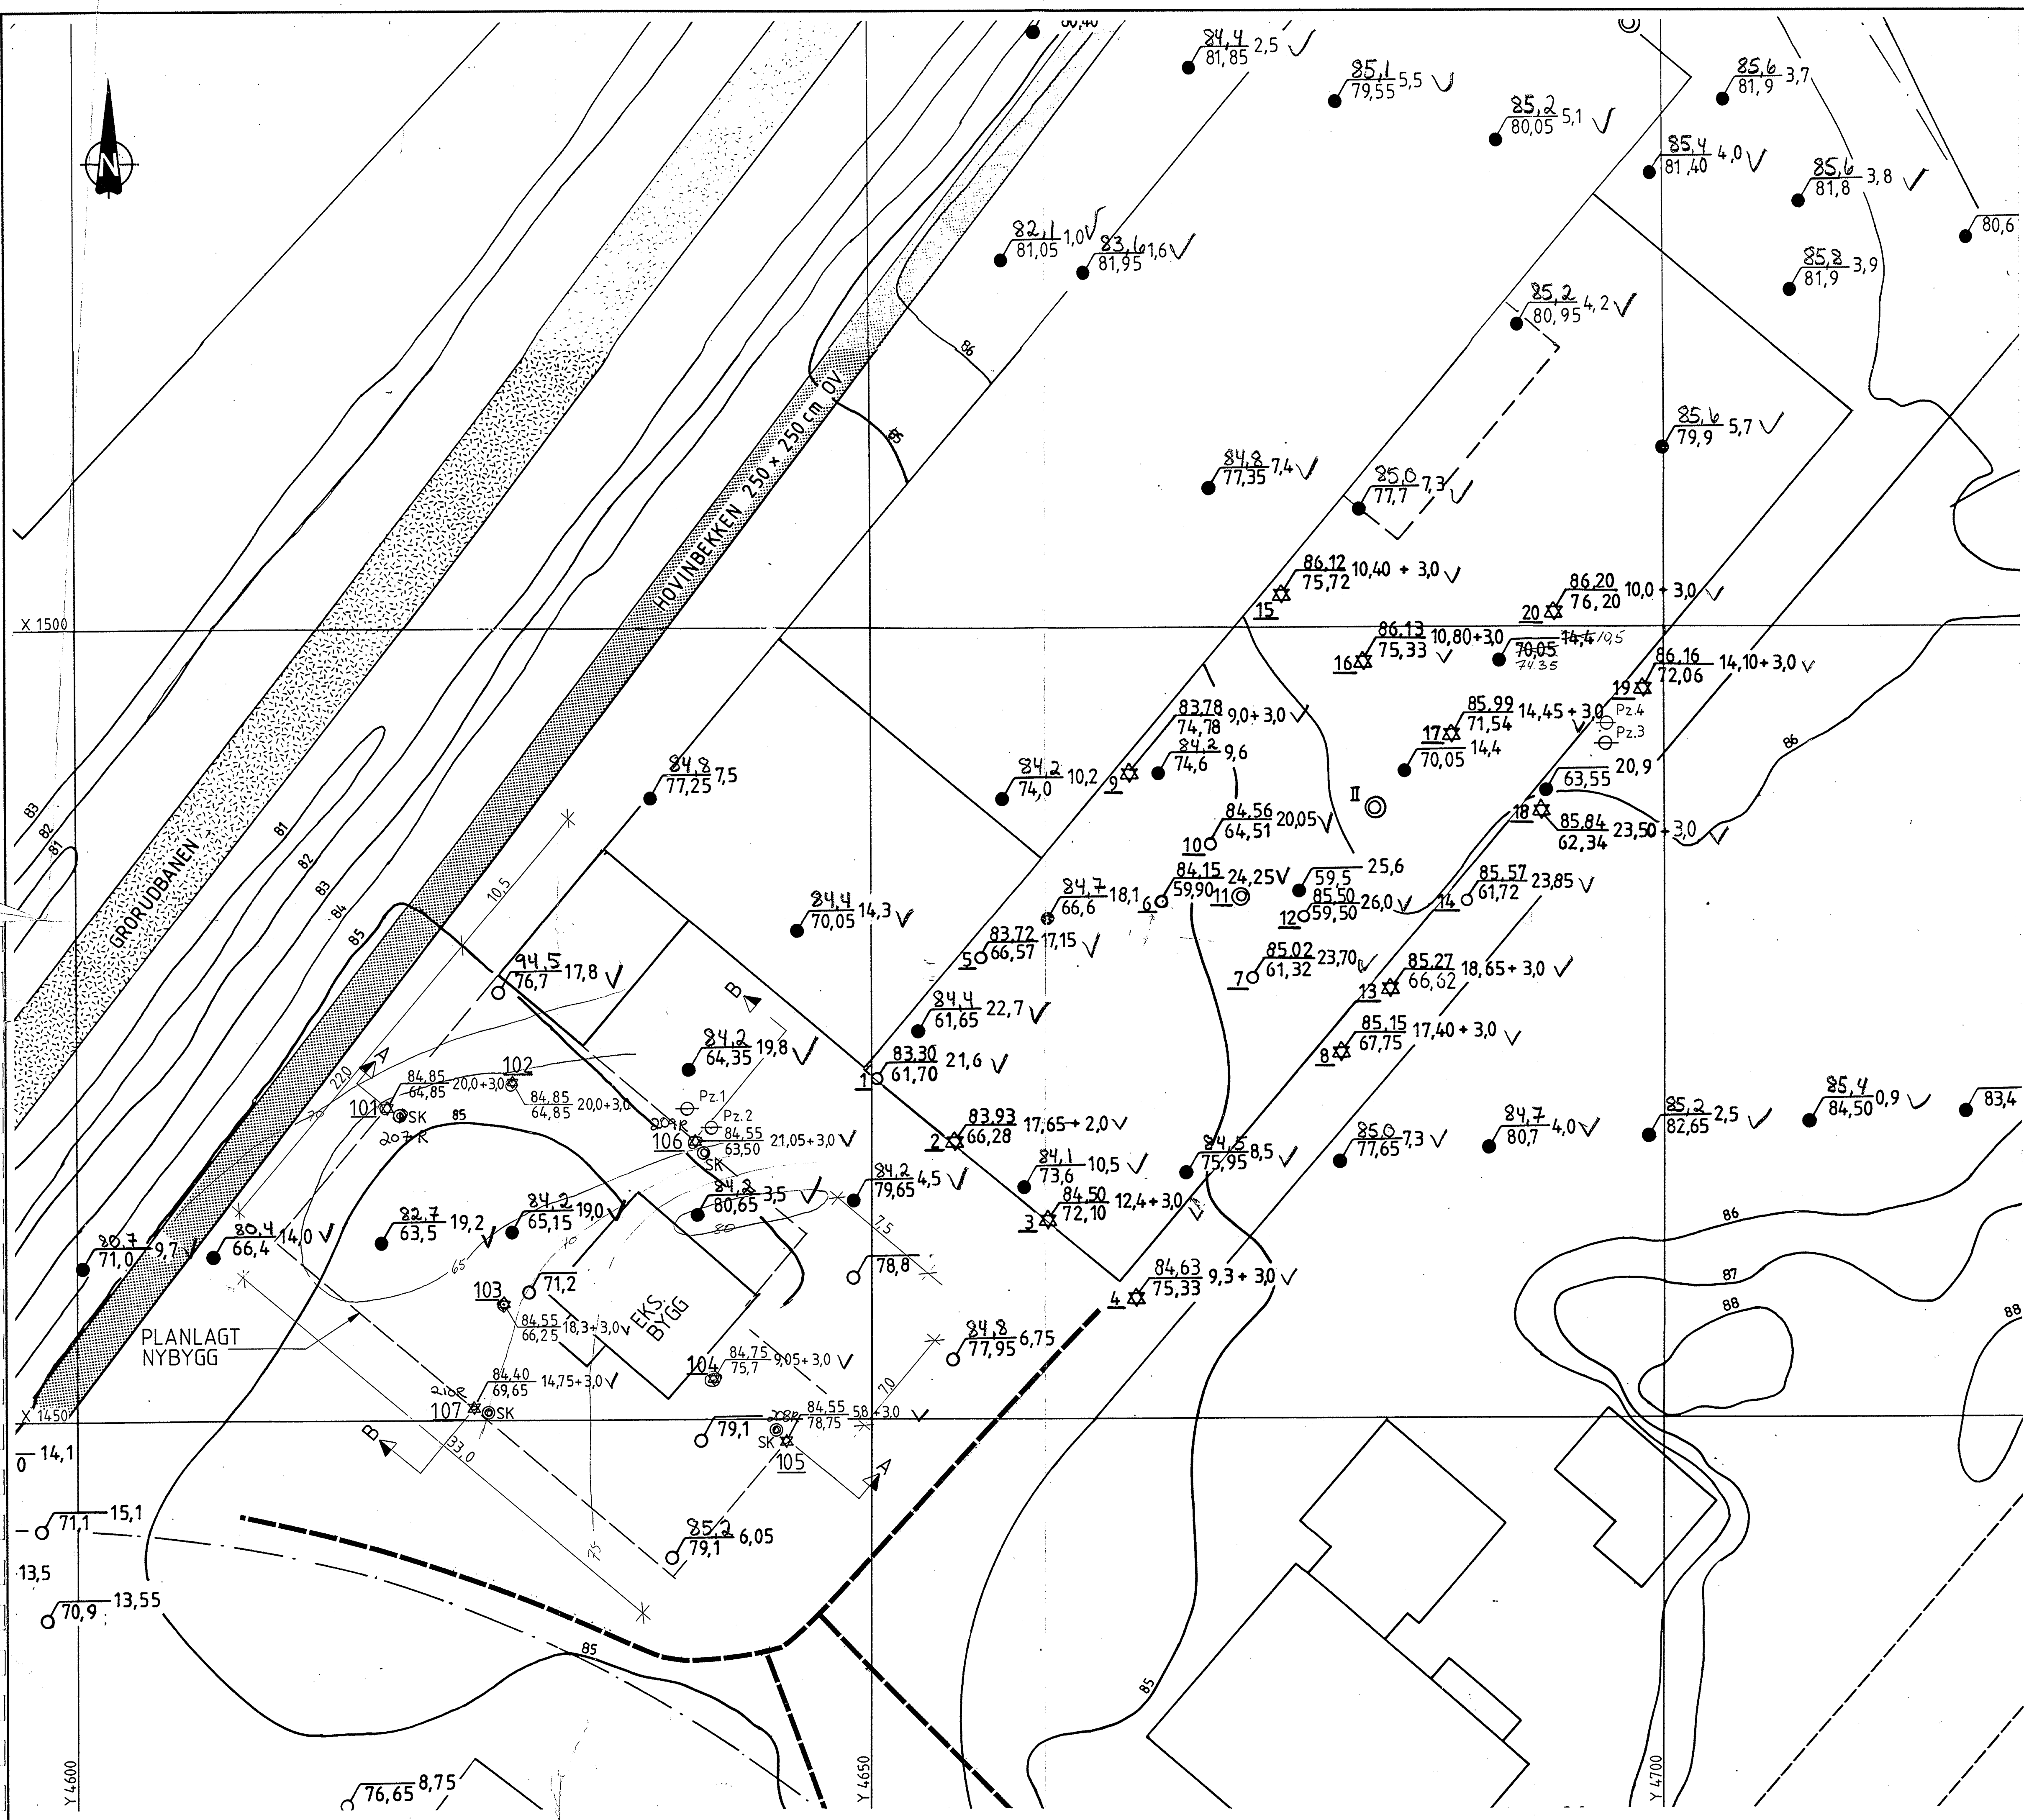 84,4
81,85 2,5 √
85,1
79,55 5,5 √
85,2
80,05 5,1 √
85,6
81,9 3,7
85,4
81,40 4,0 √
85,6
81,8 3,8 √
80,6
85,8
81,9 3,9
N
82,1
81,05 1,0 √
83,6
81,95 1,6 √
85,2
80,95 4,2 √
86
85
HOVINBEKKEN 250 × 250 cm OV
85,6
79,9 5,7 √
84,8
77,35 7,4 √
85,0
77,7 7,3 √
86,12
75,72 10,40 + 3,0 √
15
86,20
76,20 10,0 + 3,0 √
20
X 1500
86,13
75,33 10,80+3,0 √
16
70,05 14,4 10,5
74.35
86,16
72,06 14,10+3,0 √
19
Pz.4
Pz.3
85,99
71,54 14,45 + 3,0 √
17
70,05 14,4
83,78
74,78 9,0+3,0 √
9
84,2
74,6 9,6
84,2
74,0 10,2
84,8
77,25 7,5
86
63,55 20,9
18
85,84
62,34 23,50+3,0 √
II
84,56
64,51 20,05 √
10
83
82
81
81
82
83
84
85
GRORUDBANEN
10,5
84,15
59,90 24,25 √
6
11
59,5 25,6
85,50
59,50 26,0 √
12
85,57
61,72 23,85 √
14
84,7
66,6 18,1
84,4
70,05 14,3 √
83,72
66,57 17,15 √
5
94,5
76,7 17,8 √
85,02
61,32 23,70 √
7
85,27
66,62 18,65 + 3,0 √
13
B
84,4
61,65 22,7 √
85,15
67,75 17,40 + 3,0 √
8
84,2
64,35 19,8 √
83,30
61,70 21,6 √
1
A
220
102
84,85
64,85 20,0+3,0
84,85
64,85 20,0+3,0
101
SK
207 R
70
85
Pz.1
Pz.2
209R
106
84,55
63,50 21,05+3,0 √
SK
83,93
66,28 17,65 + 2,0 √
2
85,4
84,50 0,9 √
83,4
85,2
82,65 2,5 √
84,7
80,7 4,0 √
85,0
77,65 7,3 √
84,5
75,95 8,5 √
84,1
73,6 10,5 √
84,2
79,65 4,5 √
84,50
72,10 12,4+3,0 √
3
80,65 3,5 √
80
84,2
65,15 19,0 √
82,7
63,5 19,2 √
80,4
66,4 14,0 √
80,7
71,0 9,7 √
70
65
7,5
78,8
86
87
88
88
84,63
75,33 9,3 + 3,0 √
4
71,2
103
84,55
66,25 18,3+3,0 √
EKS.
BYGG
PLANLAGT
NYBYGG
84,8
77,95 6,75
104
84,75
75,7 9,05+3,0 √
7,0
84,40
69,65 14,75+3,0 √
210R
107
SK
X 1450
84,55
78,75 5,8+3,0 √
208R
SK
105
79,1
B
33,0
A
14,1
0
71,1 15,1
13,5
70,9 13,55
85,2
79,1 6,05
75
85
85
76,65 8,75
Y 4600
Y 4650
Y 4700